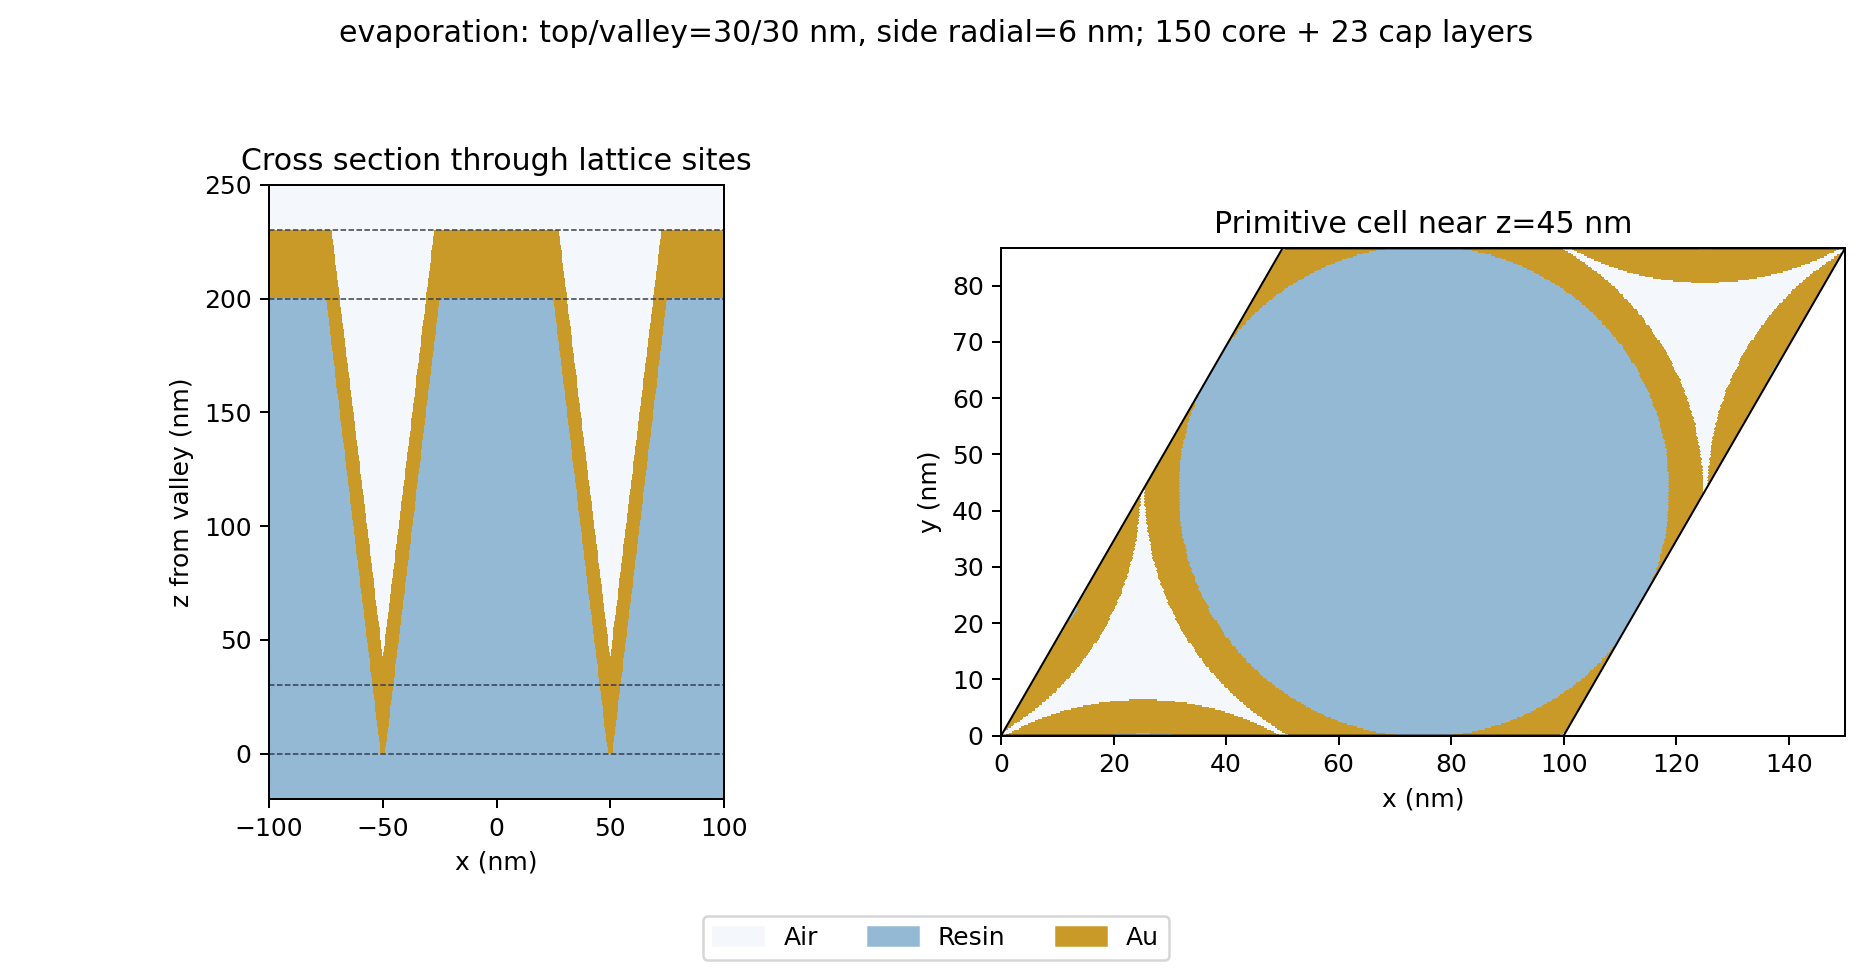 evaporation: top/valley=30/30 nm, side radial=6 nm; 150 core + 23 cap layers
Cross section through lattice sites
250
200
150
100
50
0
z from valley (nm)
−100
−50
0
50
100
x (nm)
Primitive cell near z=45 nm
80
70
60
50
40
30
20
10
0
y (nm)
0
20
40
60
80
100
120
140
x (nm)
Air
Resin
Au